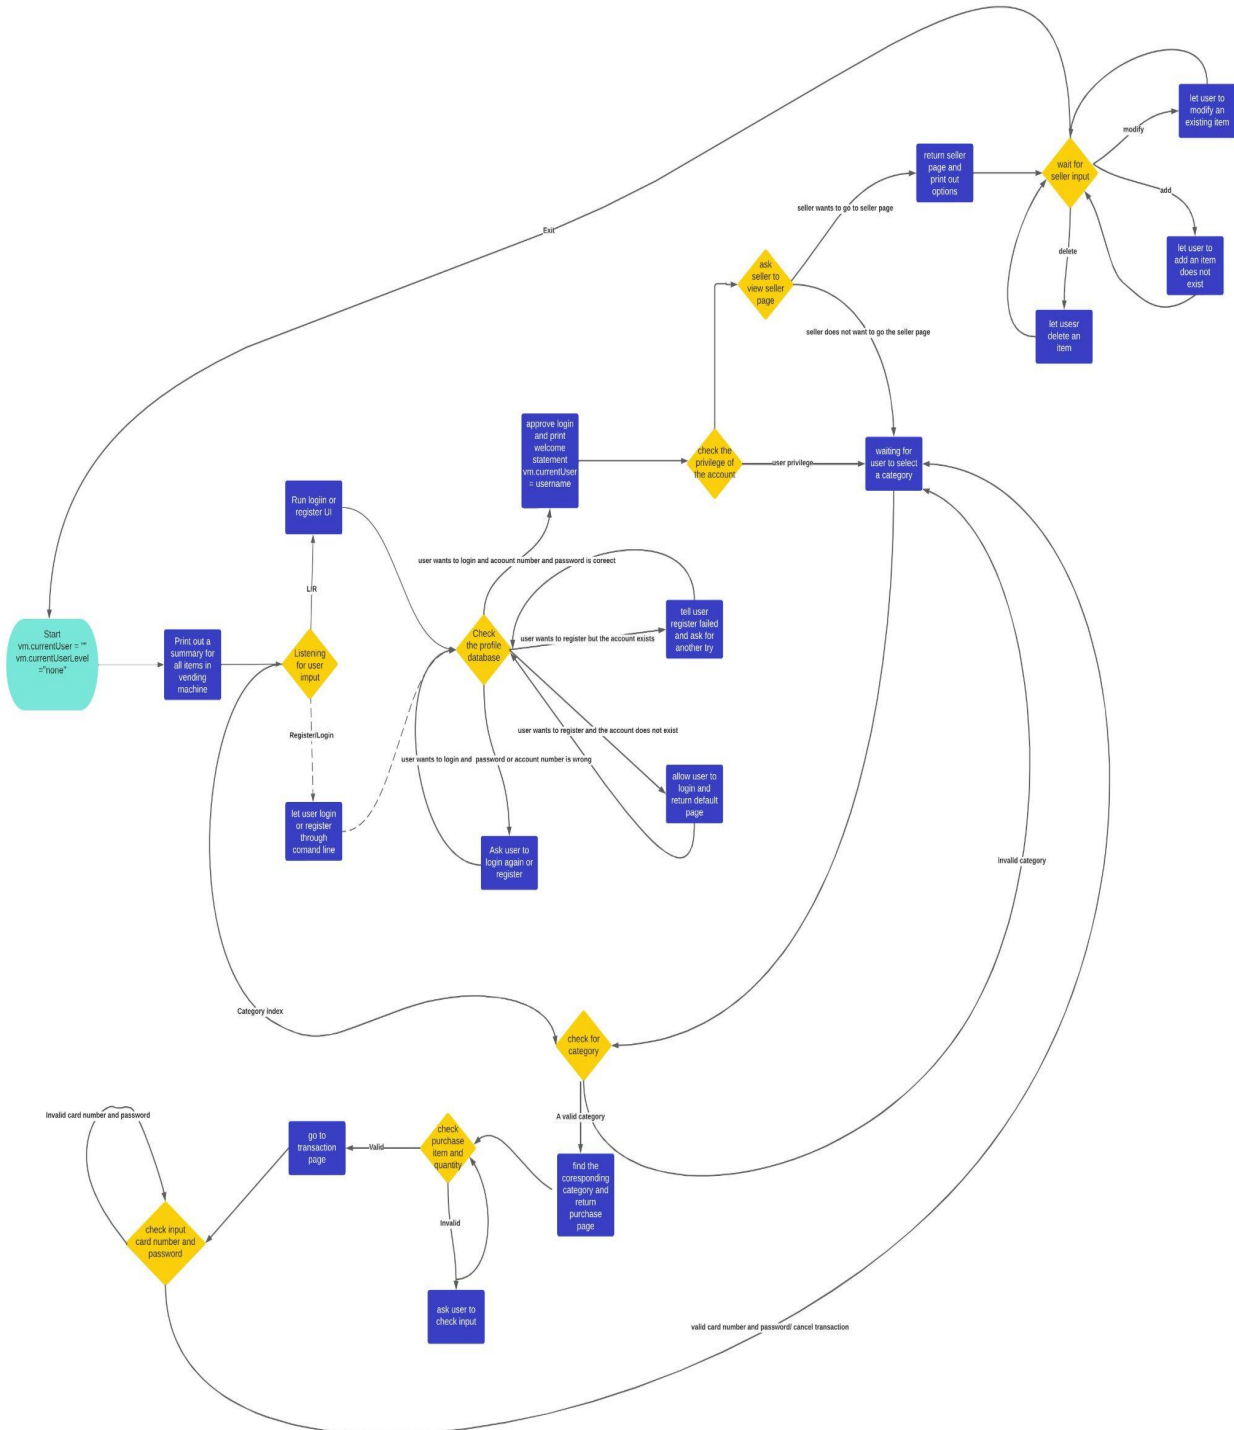 Exit
let user to
modify an
existing item
modify
return seller
page and
print out
options
wait for
seller input
add
seller wants to go to seller page
let user to
add an item
does not
exist
delete
ask
seller to
view seller
page
let usesr
delete an
item
seller does not want to go the seller page
approve login
and print
welcome
statement
vm.currentUser
= username
check the
privilege of
the account
user privilege
waiting for
user to select
a category
Run logiin or
register UI
user wants to login and acoount number and password is coreect
L/R
Start
vm.currentUser = ""
vm.currentUserLevel
="none"
Print out a
summary for
all items in
vending
machine
Listening
for user
imput
Check
the profile
database
user wants to register but the account exists
tell user
register failed
and ask for
another try
Register/Login
user wants to register and the account does not exist
user wants to login and password or account number is wrong
allow user to
login and
return default
page
let user login
or register
through
comand line
Ask user to
login again or
register
Invalid category
Category index
check for
category
A valid category
Invalid card number and password
go to
transaction
page
Valid
check
purchase
item and
quantity
find the
coresponding
category and
return
purchase
page
Invalid
check input
card number and
password
ask user to
check input
valid card number and password/ cancel transaction